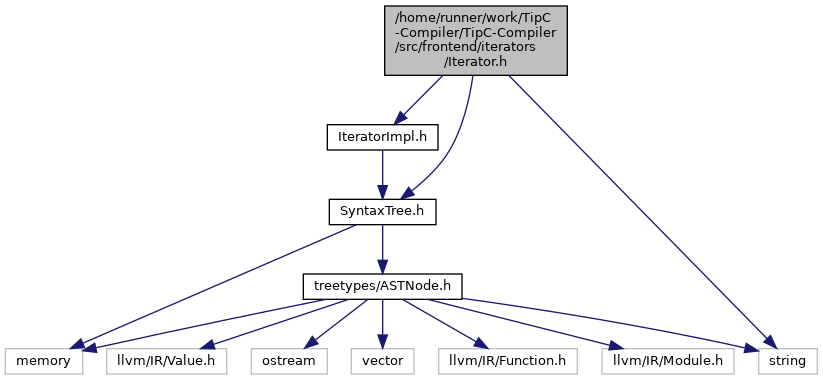 /home/runner/work/TipC
-Compiler/TipC-Compiler
/src/frontend/iterators
/Iterator.h
IteratorImpl.h
SyntaxTree.h
treetypes/ASTNode.h
memory
llvm/IR/Value.h
ostream
vector
llvm/IR/Function.h
llvm/IR/Module.h
string